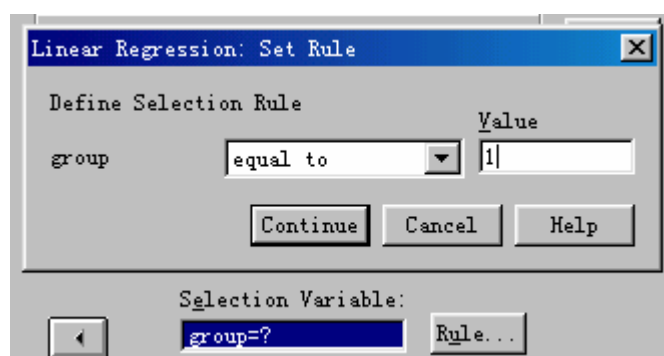 Linear Regression: Set Rule
Define Selection Rule
Value
group equal to 1
Continue Cancel Help
Selection Variable:
group=? Rule...